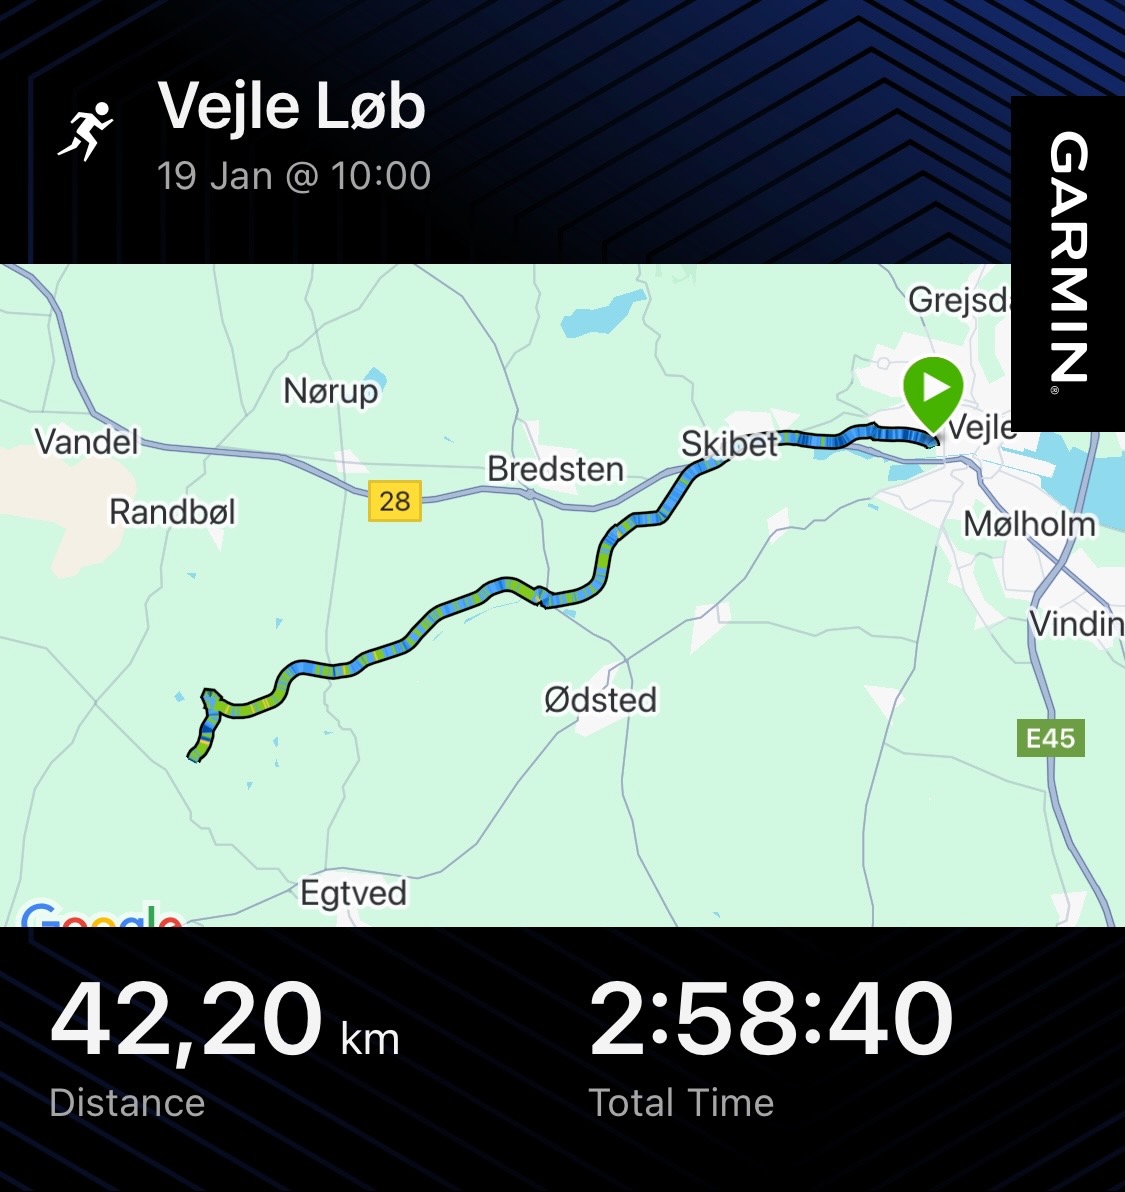 Vejle Løb
19 Jan @ 10:00
GARMIN®
Grejsd
Nørup
Vandel
Skibet
Vejle
Bredsten
28
Randbøl
Mølholm
Vindin
Ødsted
E45
Egtved
Google
42,20 km
2:58:40
Distance
Total Time